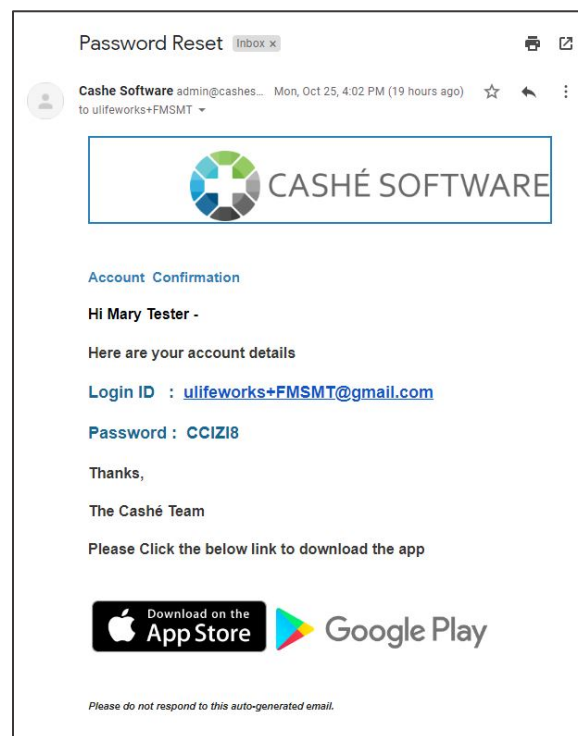 Password Reset Inbox x
Cashe Software admin@cashes... Mon, Oct 25, 4:02 PM (19 hours ago)
to ulifeworks+FMSMT
CASHÉ SOFTWARE
Account Confirmation
Hi Mary Tester -
Here are your account details
Login ID : ulifeworks+FMSMT@gmail.com
Password : CCIZI8
Thanks,
The Cashé Team
Please Click the below link to download the app
Download on the
App Store
Google Play
Please do not respond to this auto-generated email.